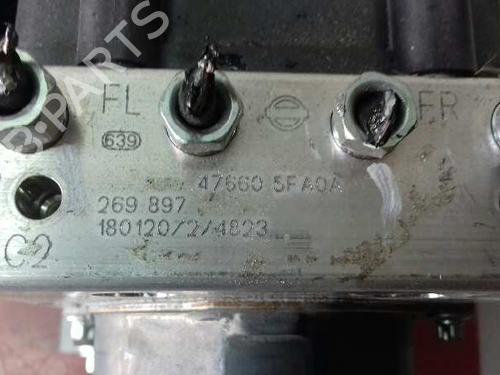 B-PARTS
FL
FR
639
47660 5FA0A
269 897
180120/2/4823
C2